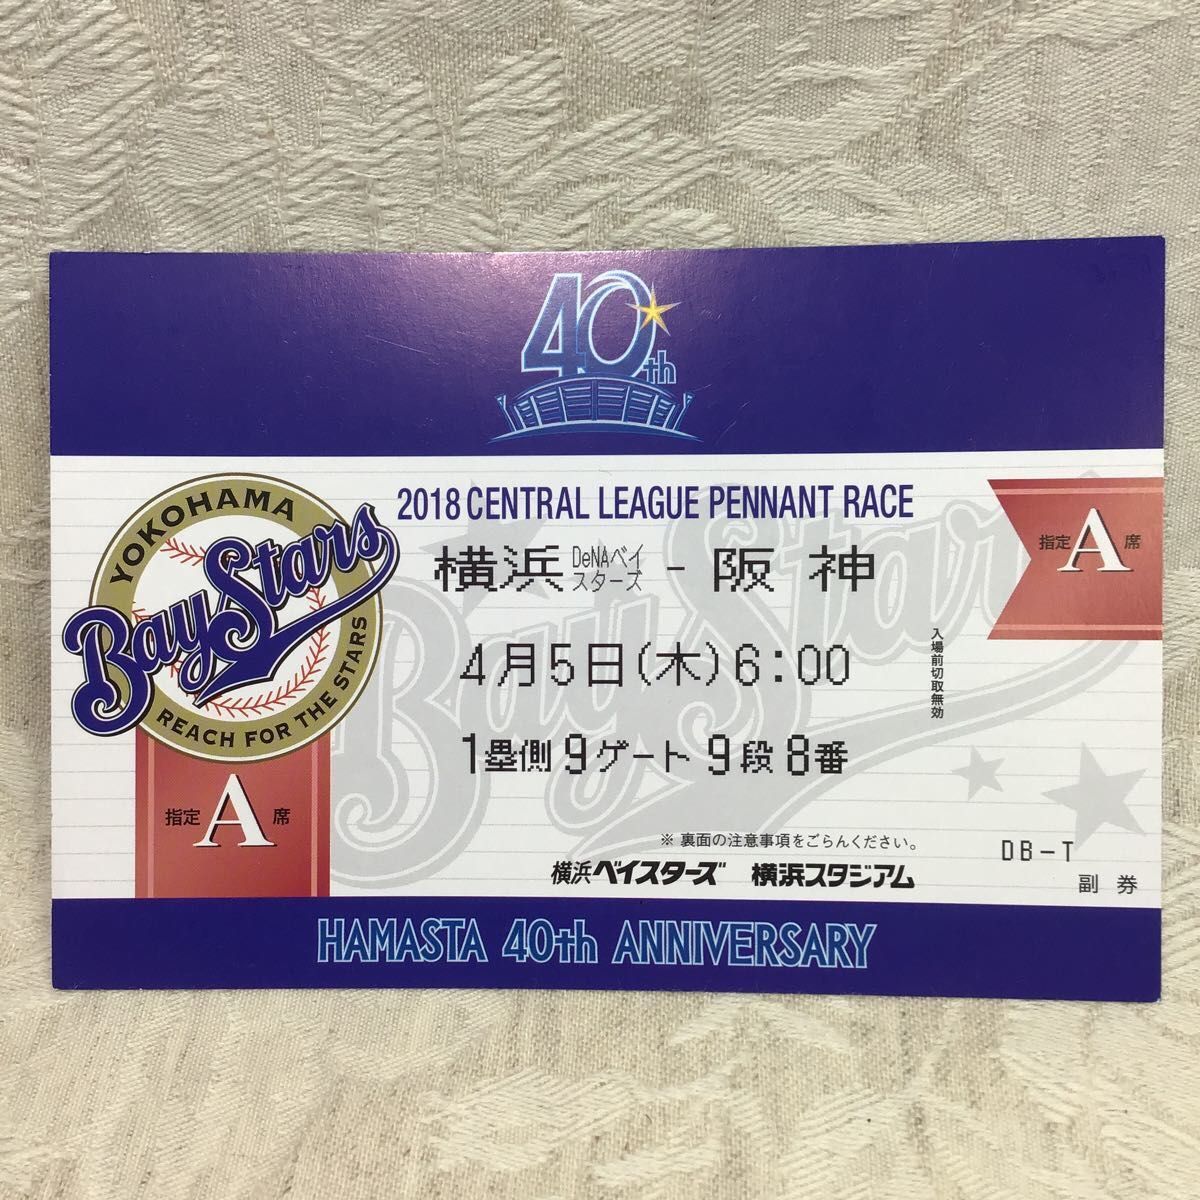 40th
YOKOHAMA
BayStars
REACH FOR THE STARS
2018 CENTRAL LEAGUE PENNANT RACE
横浜 DeNAベイスターズ - 阪神
指定 A 席
4月5日(木)6:00
入場前切取無効
1塁側9ゲート9段8番
指定 A 席
※ 裏面の注意事項をごらんください。
DB-T
横浜ベイスターズ 横浜スタジアム
副券
HAMASTA 40th ANNIVERSARY
BayStars